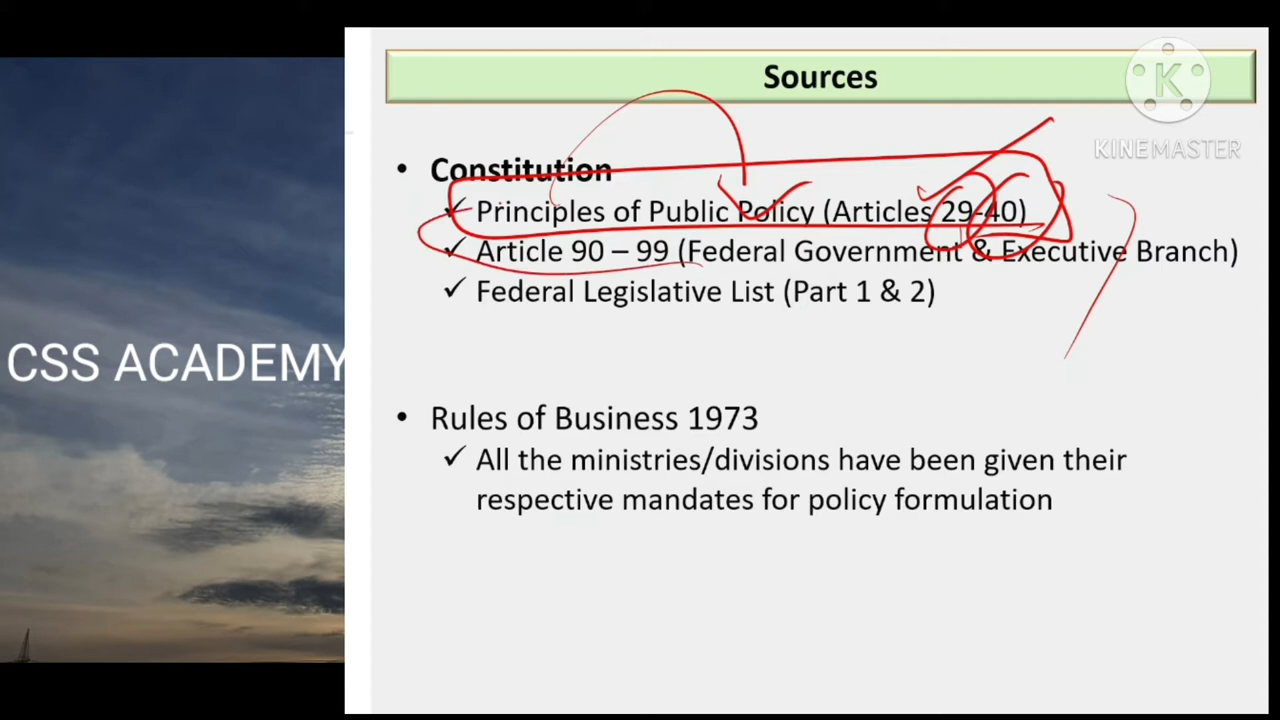 Sources
K
KINEMASTER
• Constitution
✓ Principles of Public Policy (Articles 29-40)
✓ Article 90 – 99 (Federal Government & Executive Branch)
✓ Federal Legislative List (Part 1 & 2)
CSS ACADEMY
• Rules of Business 1973
✓ All the ministries/divisions have been given their
respective mandates for policy formulation